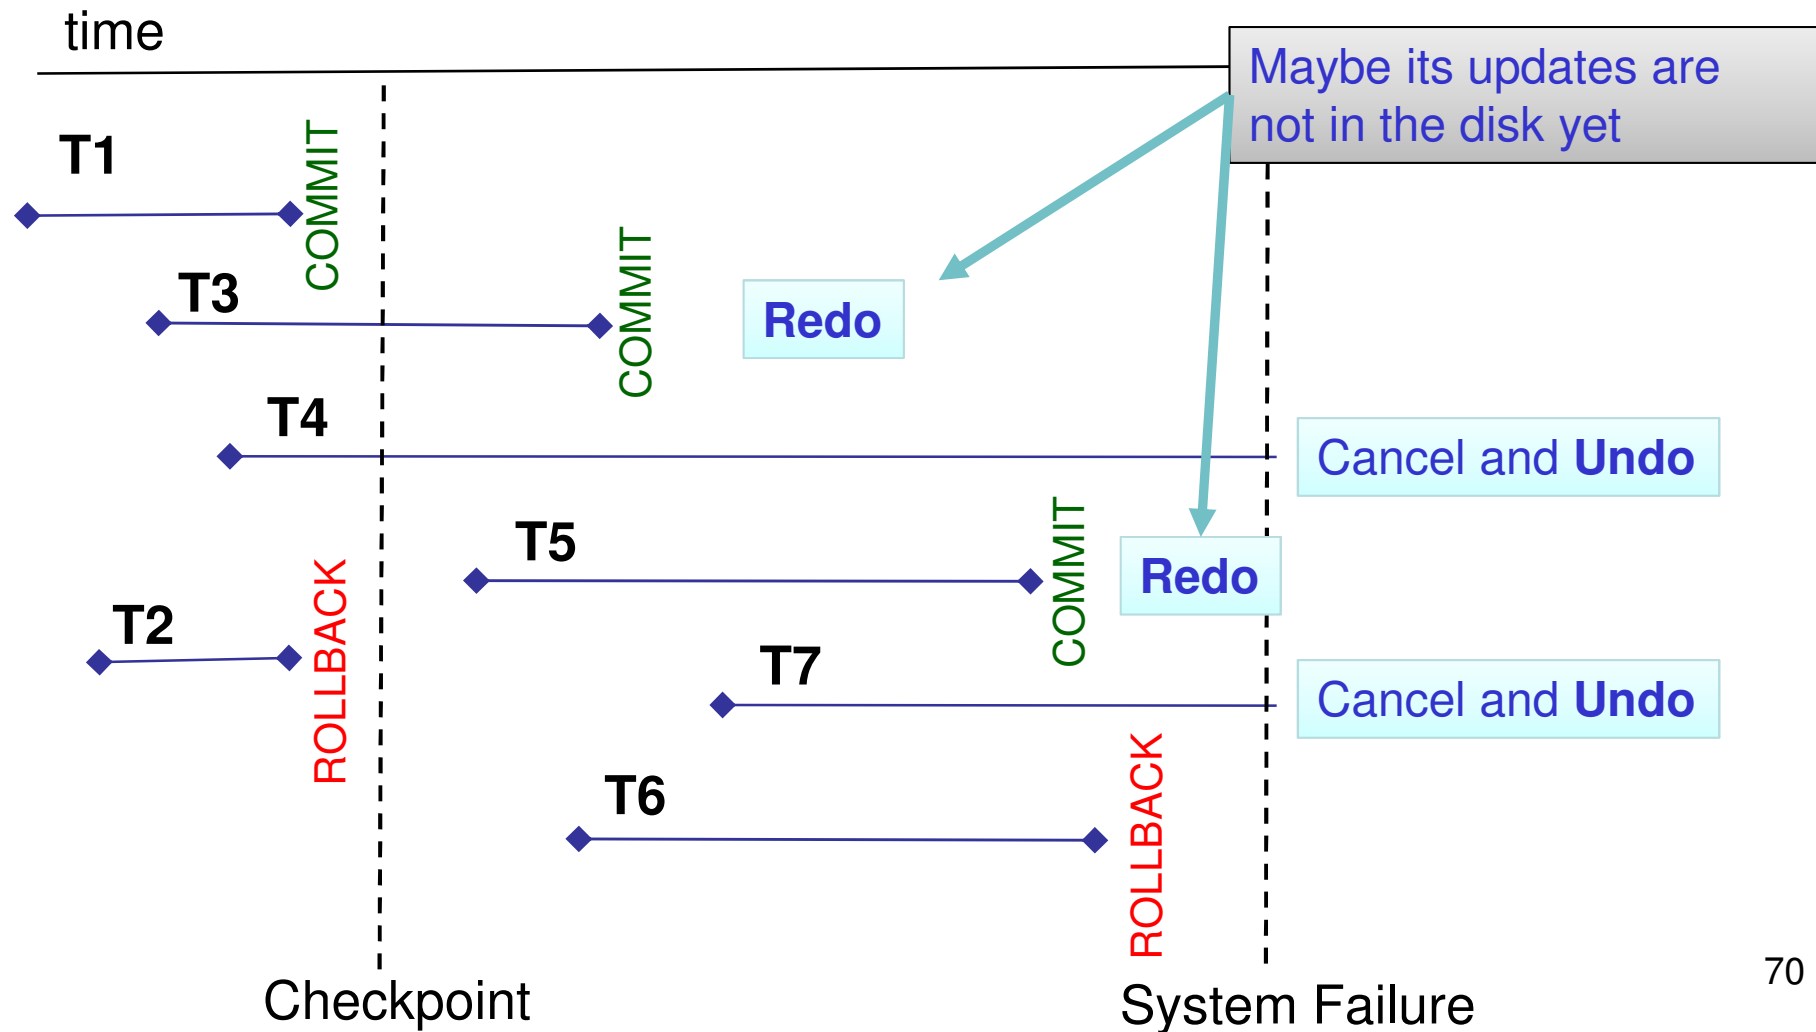 time
Maybe its updates are
not in the disk yet
T1
COMMIT
T3
COMMIT
Redo
T4
Cancel and Undo
T5
COMMIT
Redo
T2
ROLLBACK
T7
Cancel and Undo
T6
ROLLBACK
Checkpoint
System Failure
70